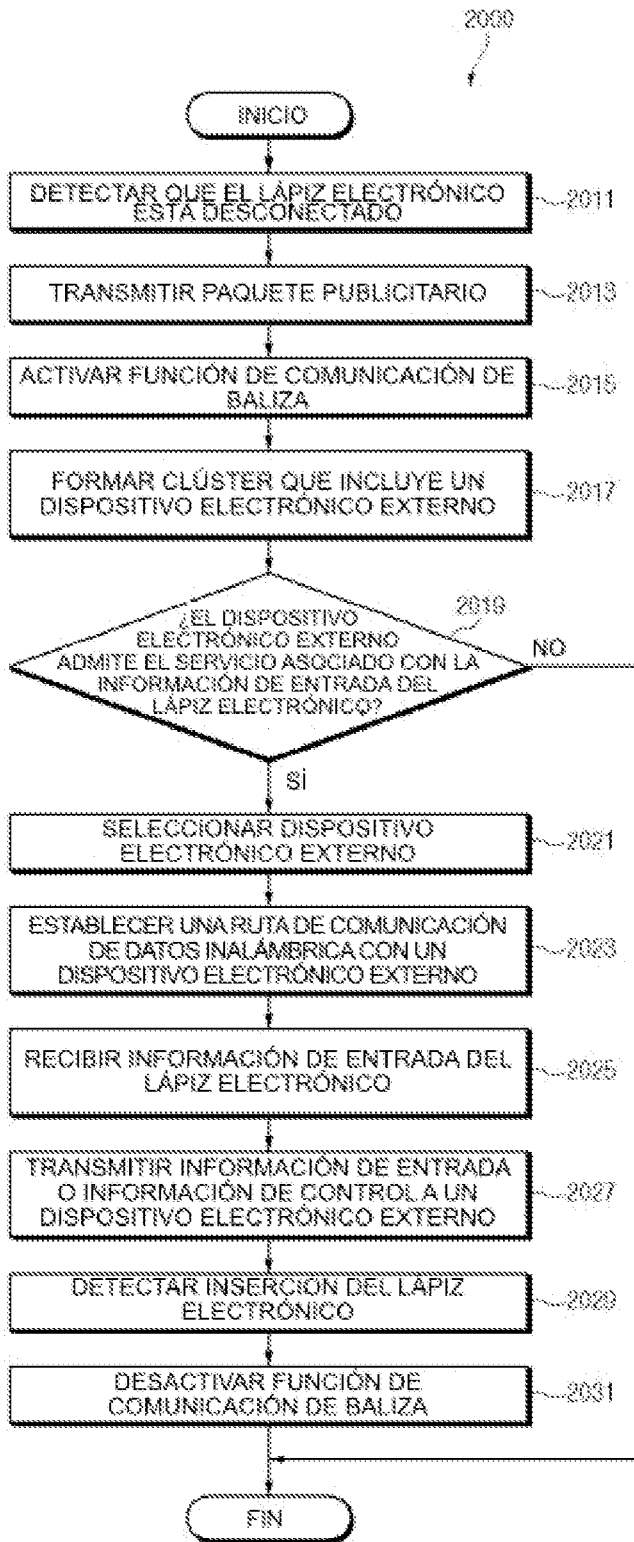 2000
INICIO
DETECTAR QUE EL LÁPIZ ELECTRÓNICO
ESTÁ DESCONECTADO
2011
TRANSMITIR PAQUETE PUBLICITARIO
2013
ACTIVAR FUNCIÓN DE COMUNICACIÓN DE
BALIZA
2015
FORMAR CLÚSTER QUE INCLUYE UN
DISPOSITIVO ELECTRÓNICO EXTERNO
2017
2019
¿EL DISPOSITIVO
ELECTRÓNICO EXTERNO
ADMITE EL SERVICIO ASOCIADO CON LA
INFORMACIÓN DE ENTRADA DEL
LÁPIZ ELECTRÓNICO?
NO
SÍ
SELECCIONAR DISPOSITIVO
ELECTRÓNICO EXTERNO
2021
ESTABLECER UNA RUTA DE COMUNICACIÓN
DE DATOS INALÁMBRICA CON UN
DISPOSITIVO ELECTRÓNICO EXTERNO
2023
RECIBIR INFORMACIÓN DE ENTRADA DEL
LÁPIZ ELECTRÓNICO
2025
TRANSMITIR INFORMACIÓN DE ENTRADA
O INFORMACIÓN DE CONTROL A UN
DISPOSITIVO ELECTRÓNICO EXTERNO
2027
DETECTAR INSERCIÓN DEL LÁPIZ
ELECTRÓNICO
2029
DESACTIVAR FUNCIÓN DE
COMUNICACIÓN DE BALIZA
2031
FIN